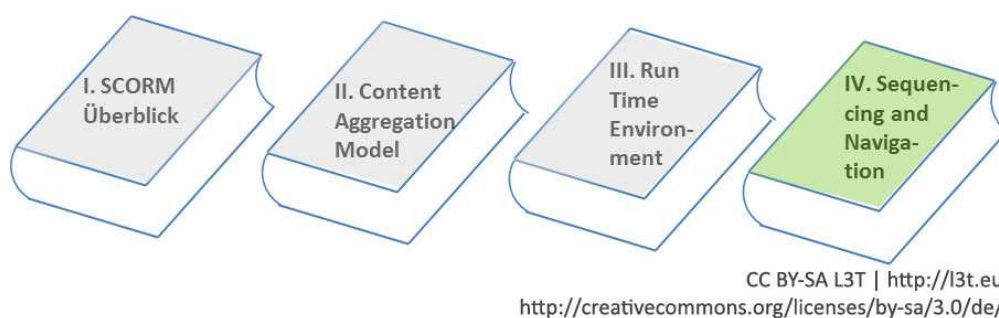 I. SCORM
Überblick
II. Content
Aggregation
Model
III. Run
Time
Environ-
ment
IV. Sequen-
cing and
Naviga-
tion
CC BY-SA L3T | http://l3t.eu
http://creativecommons.org/licenses/by-sa/3.0/de/